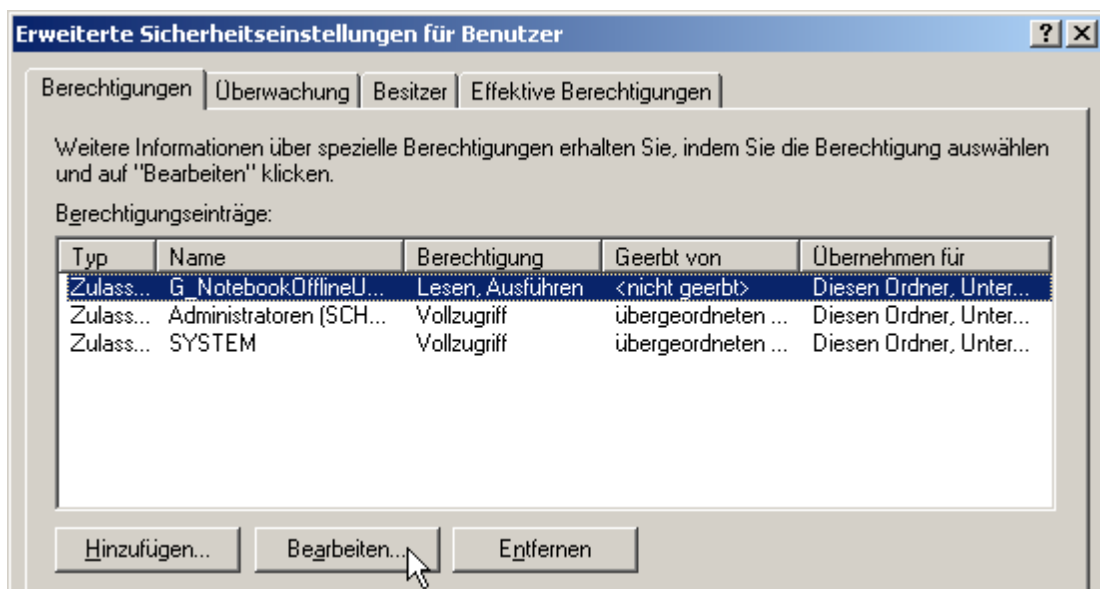 Erweiterte Sicherheitseinstellungen für Benutzer
Berechtigungen Überwachung Besitzer Effektive Berechtigungen
Weitere Informationen über spezielle Berechtigungen erhalten Sie, indem Sie die Berechtigung auswählen
und auf "Bearbeiten" klicken.
Berechtigungseinträge:
Typ Name Berechtigung Geerbt von Übernehmen für
Zulass... G_NotebookOfflineU... Lesen, Ausführen <nicht geerbt> Diesen Ordner, Unter...
Zulass... Administratoren (SCH... Vollzugriff übergeordneten ... Diesen Ordner, Unter...
Zulass... SYSTEM Vollzugriff übergeordneten ... Diesen Ordner, Unter...
Hinzufügen... Bearbeiten... Entfernen